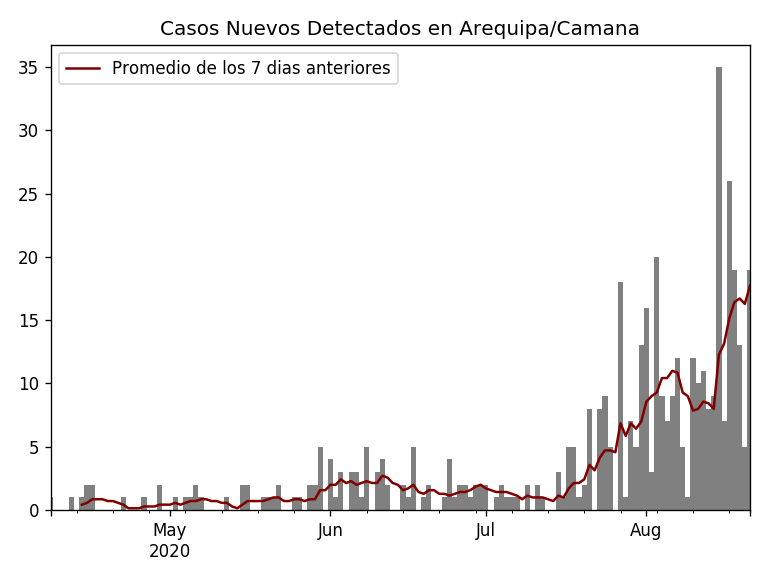 Casos Nuevos Detectados en Arequipa/Camana
Promedio de los 7 dias anteriores
35
30
25
20
15
10
5
0
May
2020
Jun
Jul
Aug